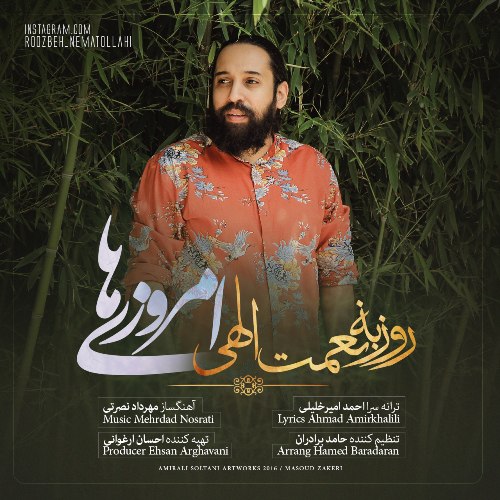 INSTAGRAM.COM
ROOZBEH_NEMATOLLAHI
امروزی ها
روزبه نعمت الهی
آهنگساز مهرداد نصرتی
Music Mehrdad Nosrati
ترانه سرا احمد امیرخلیلی
Lyrics Ahmad Amirkhalili
تهیه کننده احسان ارغوانی
Producer Ehsan Arghavani
تنظیم کننده حامد برادران
Arrang Hamed Baradaran
AMIRALI SOLTANI ARTWORKS 2016 / MASOUD ZAKERI